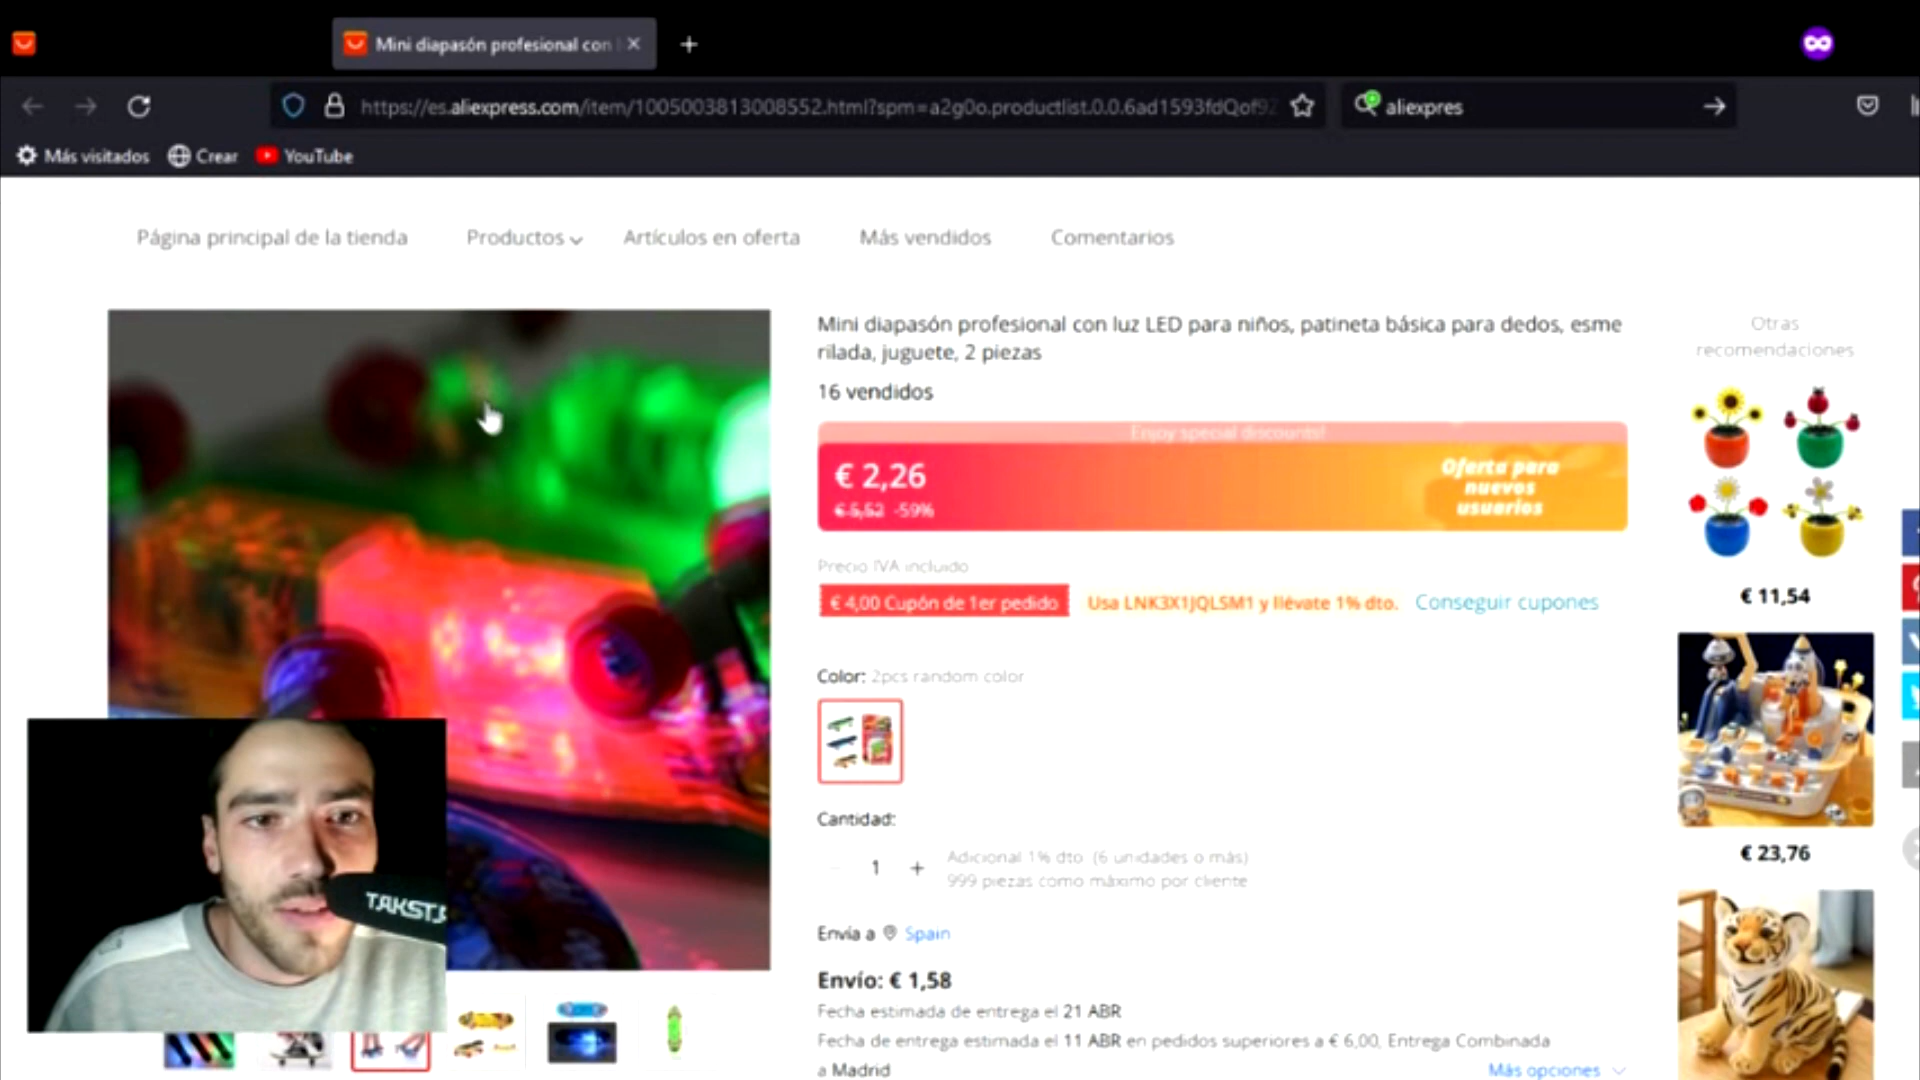 Mini diapasón profesional con
https://es.aliexpress.com/item/1005003813008552.html?spm=a2g0o.productlist.0.0.6ad1593fdQof9Z
aliexpres
Más visitados
Crear
YouTube
Página principal de la tienda
Productos
Artículos en oferta
Más vendidos
Comentarios
Mini diapasón profesional con luz LED para niños, patineta básica para dedos, esme
rilada, juguete, 2 piezas
16 vendidos
Enjoy special discounts!
€ 2,26
€ 5,52 -59%
Oferta para
nuevos
usuarios
Precio IVA incluido
€ 4,00 Cupón de 1er pedido
Usa LNK3X1JQLSM1 y llévate 1% dto.
Conseguir cupones
Color: 2pcs random color
Cantidad:
1
Adicional 1% dto. (6 unidades o más)
999 piezas como máximo por cliente
Envía a Spain
Envío: € 1,58
Fecha estimada de entrega el 21 ABR
Fecha de entrega estimada el 11 ABR en pedidos superiores a € 6,00, Entrega Combinada
a Madrid
Más opciones
Otras
recomendaciones
€ 11,54
€ 23,76
TAKSTA